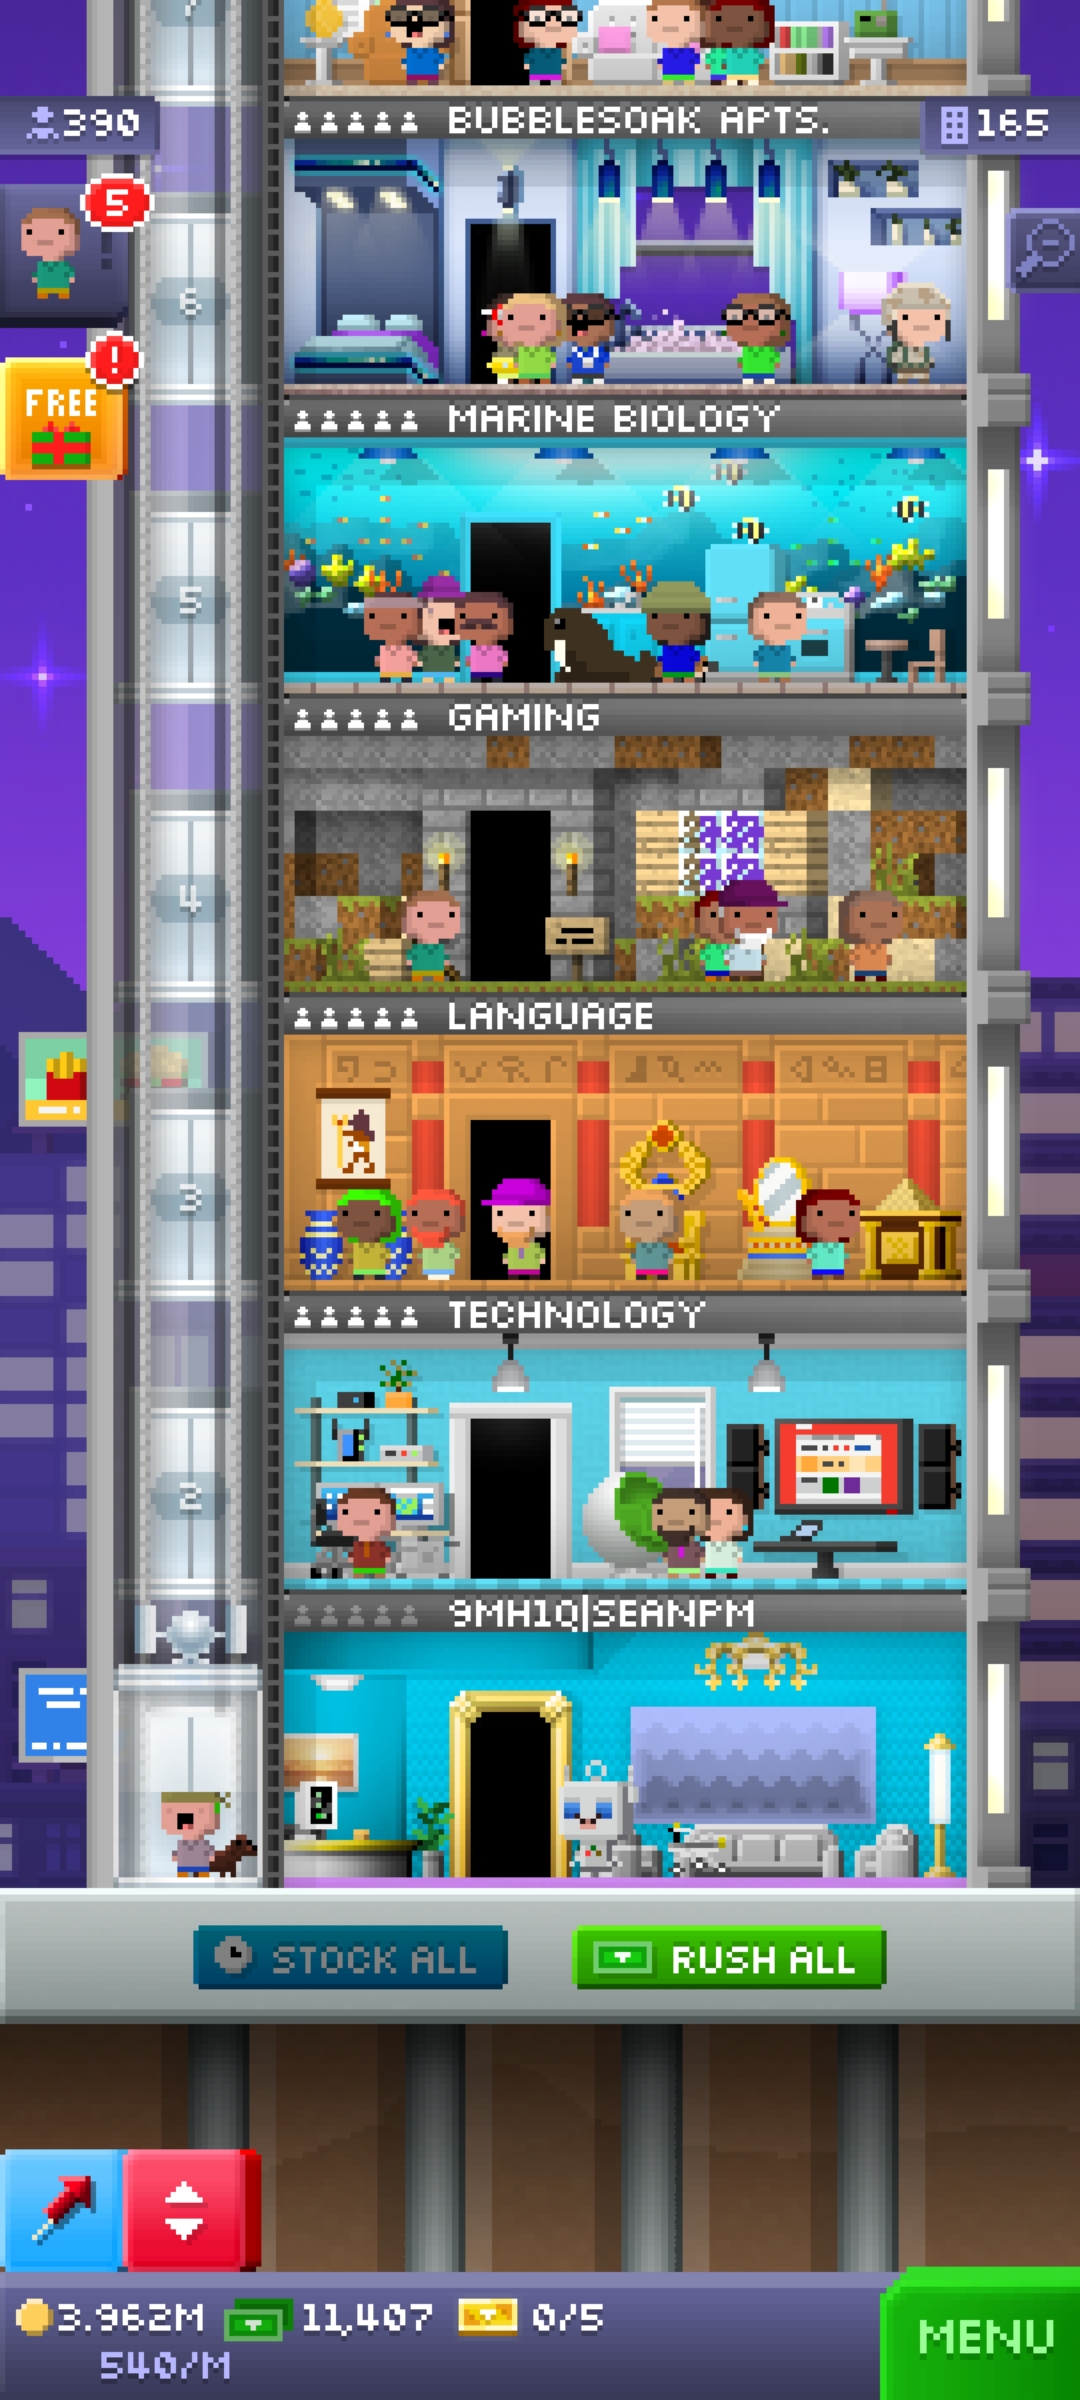 7
BUBBLESOAK APTS.
390
165
5
6
!
FREE
MARINE BIOLOGY
5
GAMING
4
LANGUAGE
3
TECHNOLOGY
2
9MH1Q|SEANPM
STOCK ALL
RUSH ALL
3.962M
11,407
0/5
540/M
MENU